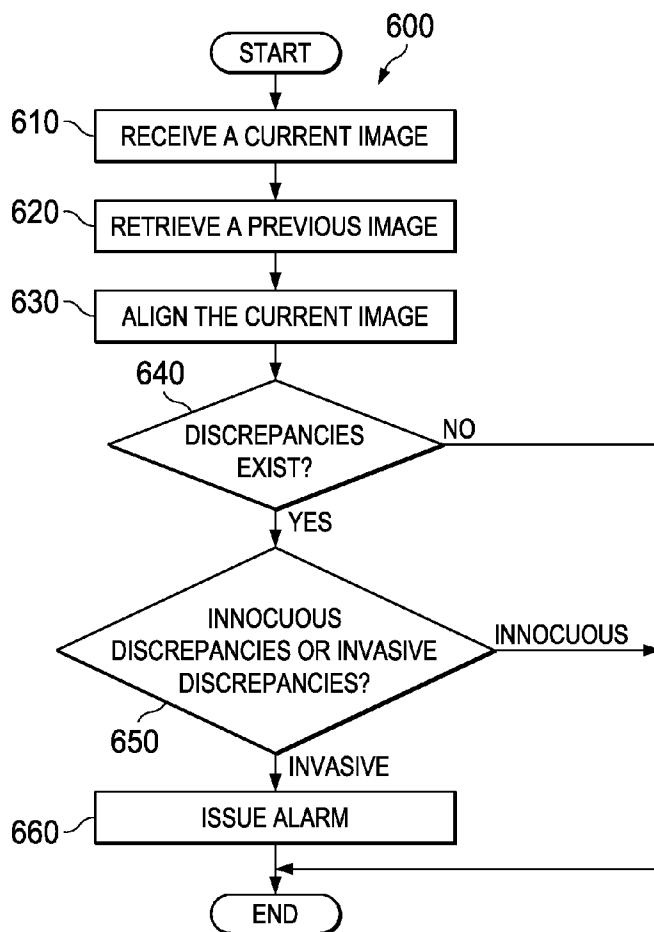 600
START
610
RECEIVE A CURRENT IMAGE
620
RETRIEVE A PREVIOUS IMAGE
630
ALIGN THE CURRENT IMAGE
640
DISCREPANCIES
EXIST?
NO
YES
INNOCUOUS
DISCREPANCIES OR INVASIVE
DISCREPANCIES?
INNOCUOUS
650
INVASIVE
660
ISSUE ALARM
END